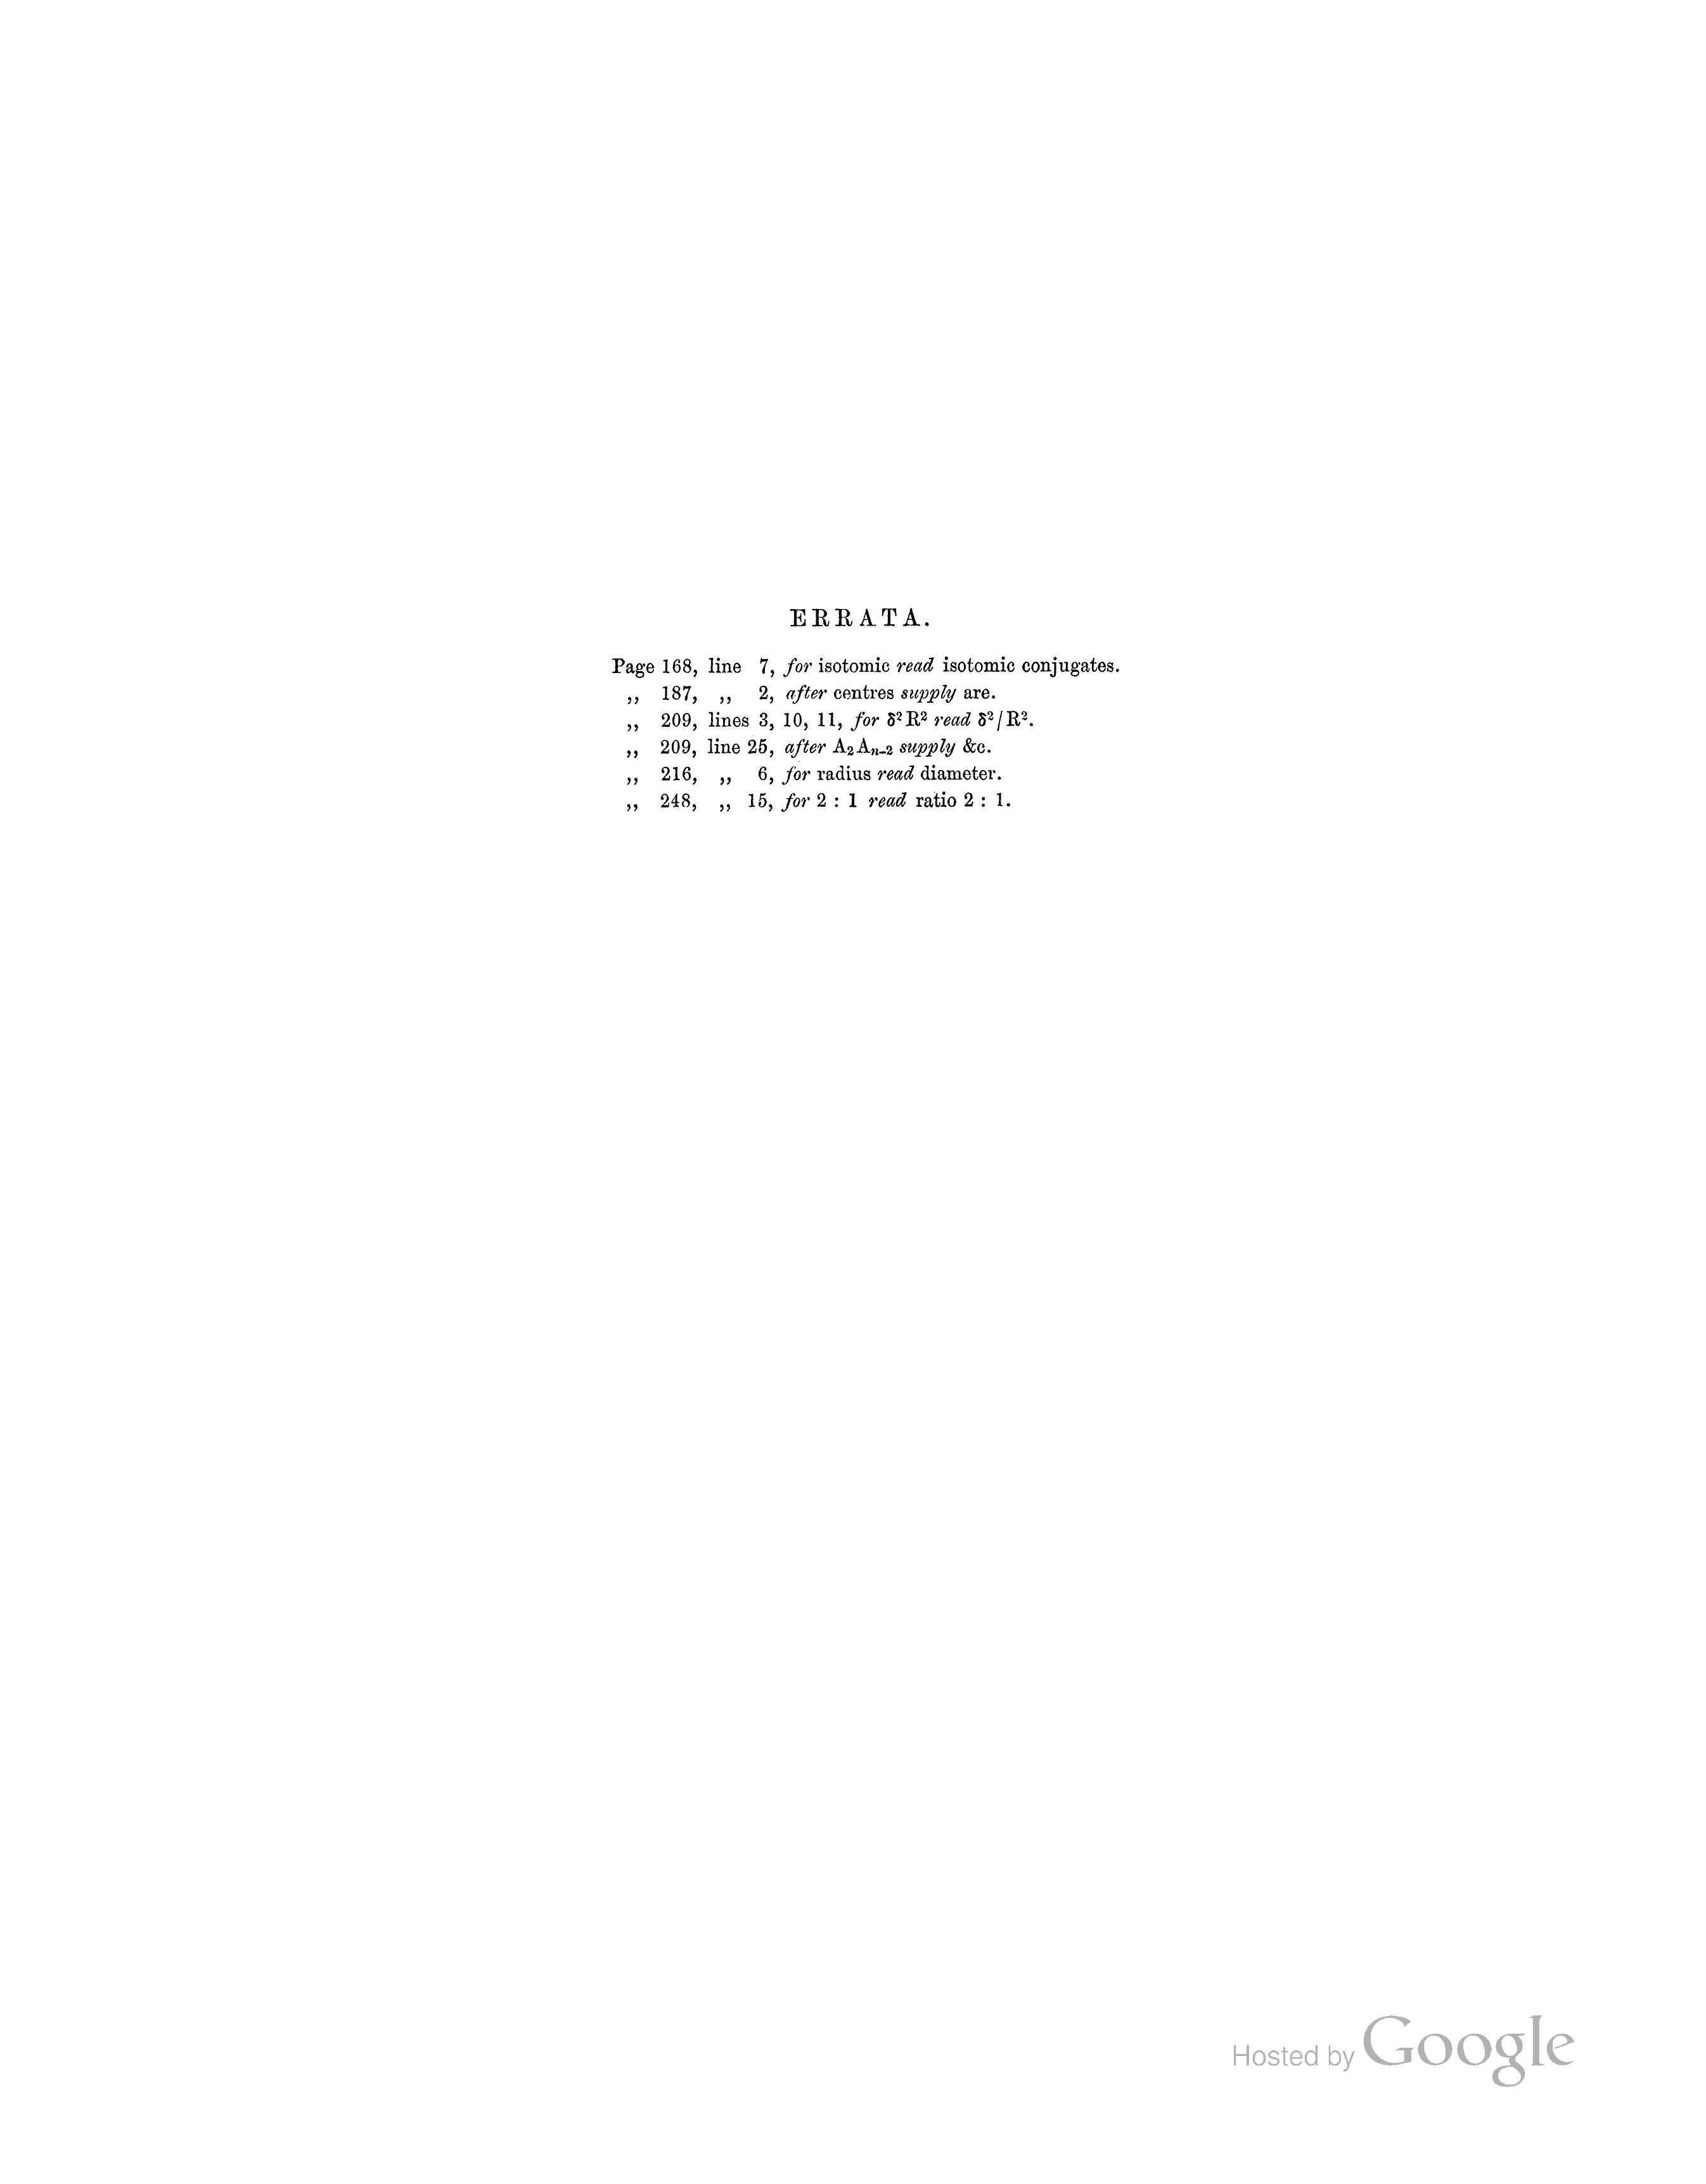 ERRATA.
Page 168, line 7, for isotomic read isotomic conjugates.
,, 187, ,, 2, after centres supply are.
,, 209, lines 3, 10, 11, for δ²R² read δ²/R².
,, 209, line 25, after A₂Aₙ₋₂ supply &c.
,, 216, ,, 6, for radius read diameter.
,, 248, ,, 15, for 2 : 1 read ratio 2 : 1.
Hosted by Google